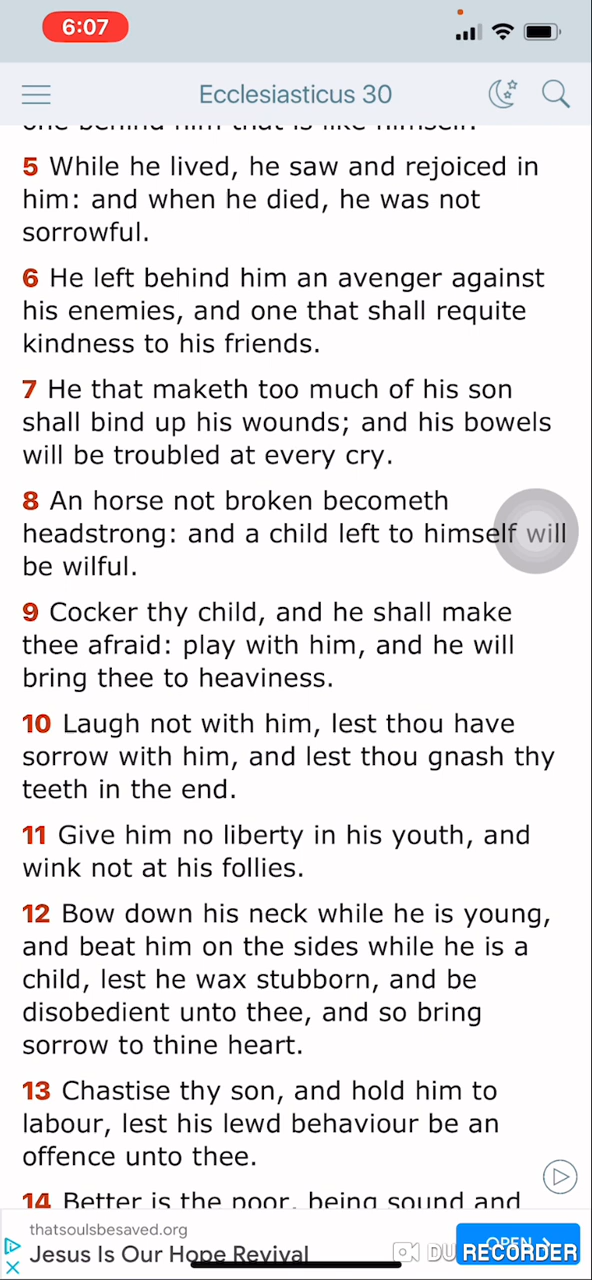 6:07
Ecclesiasticus 30
one behind him that is like himself.
5 While he lived, he saw and rejoiced in
him: and when he died, he was not
sorrowful.
6 He left behind him an avenger against
his enemies, and one that shall requite
kindness to his friends.
7 He that maketh too much of his son
shall bind up his wounds; and his bowels
will be troubled at every cry.
8 An horse not broken becometh
headstrong: and a child left to himself will
be wilful.
9 Cocker thy child, and he shall make
thee afraid: play with him, and he will
bring thee to heaviness.
10 Laugh not with him, lest thou have
sorrow with him, and lest thou gnash thy
teeth in the end.
11 Give him no liberty in his youth, and
wink not at his follies.
12 Bow down his neck while he is young,
and beat him on the sides while he is a
child, lest he wax stubborn, and be
disobedient unto thee, and so bring
sorrow to thine heart.
13 Chastise thy son, and hold him to
labour, lest his lewd behaviour be an
offence unto thee.
14 Better is the poor, being sound and
thatsoulsbesaved.org
Jesus Is Our Hope Revival
OPEN
DU RECORDER